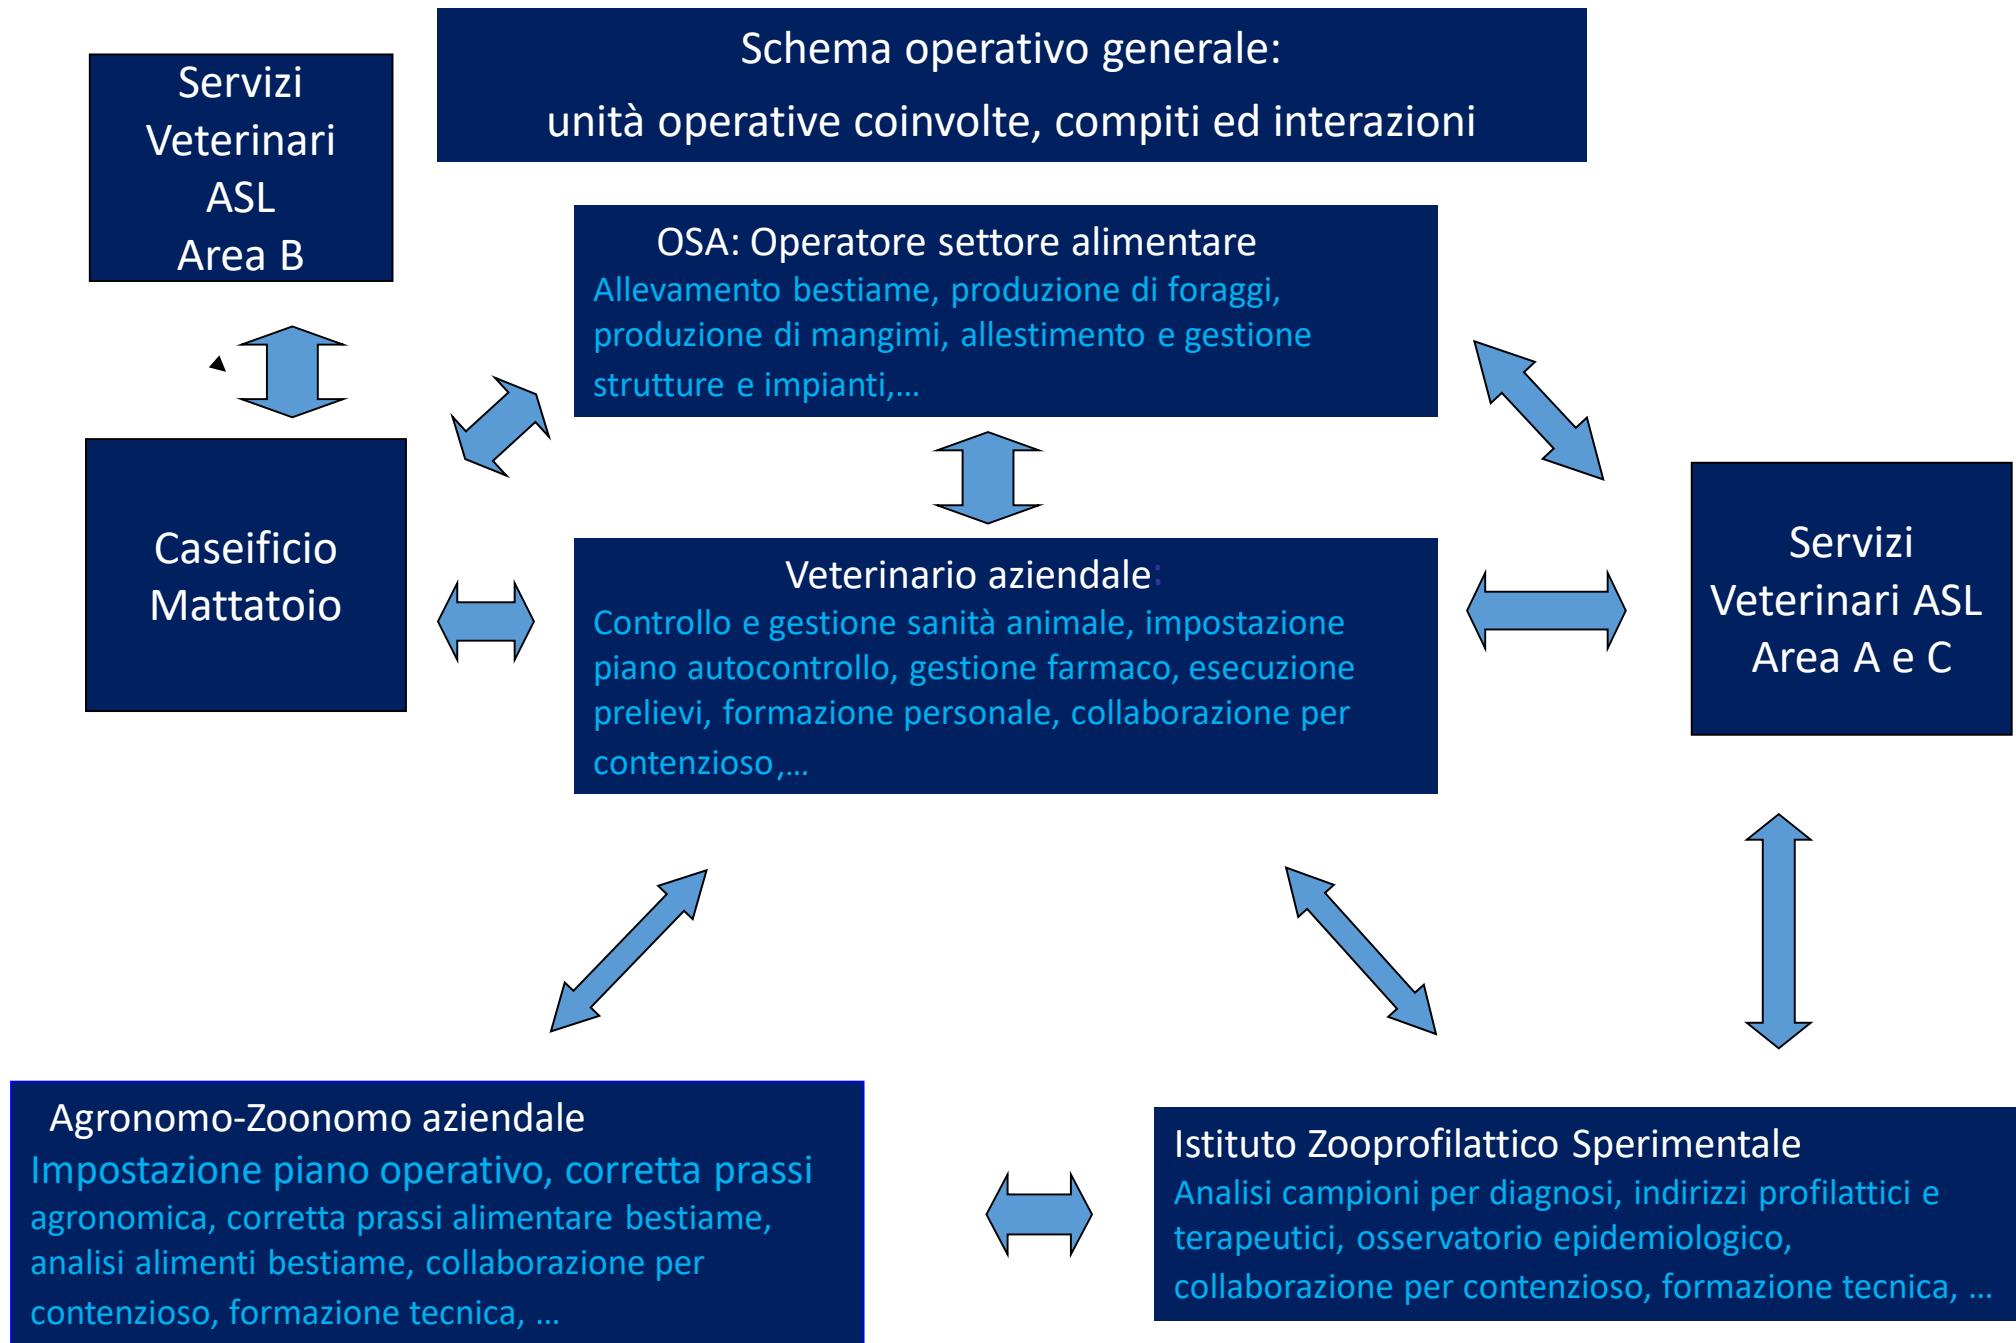 Schema operativo generale:
unità operative coinvolte, compiti ed interazioni
Servizi
Veterinari
ASL
Area B
OSA: Operatore settore alimentare
Allevamento bestiame, produzione di foraggi,
produzione di mangimi, allestimento e gestione
strutture e impianti,…
Caseificio
Mattatoio
Veterinario aziendale:
Controllo e gestione sanità animale, impostazione
piano autocontrollo, gestione farmaco, esecuzione
prelievi, formazione personale, collaborazione per
contenzioso,…
Servizi
Veterinari ASL
Area A e C
Agronomo-Zoonomo aziendale
Impostazione piano operativo, corretta prassi
agronomica, corretta prassi alimentare bestiame,
analisi alimenti bestiame, collaborazione per
contenzioso, formazione tecnica, …
Istituto Zooprofilattico Sperimentale
Analisi campioni per diagnosi, indirizzi profilattici e
terapeutici, osservatorio epidemiologico,
collaborazione per contenzioso, formazione tecnica, …